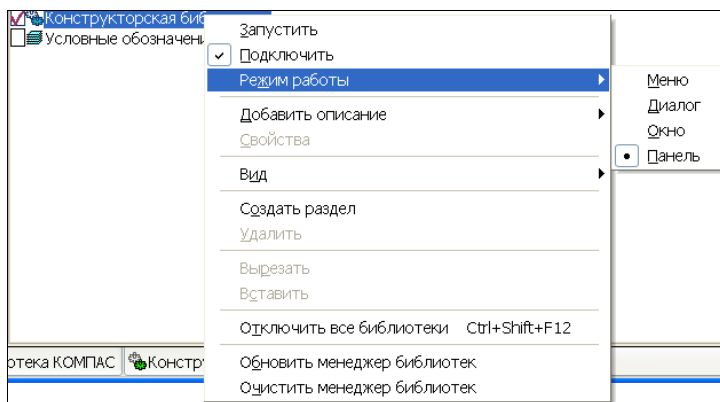 Конструкторская биб
Условные обозначени
Запустить
Подключить
Режим работы
Добавить описание
Свойства
Вид
Создать раздел
Удалить
Вырезать
Вставить
Отключить все библиотеки Ctrl+Shift+F12
Обновить менеджер библиотек
Очистить менеджер библиотек
Меню
Диалог
Окно
Панель
отека КОМПАС Констр